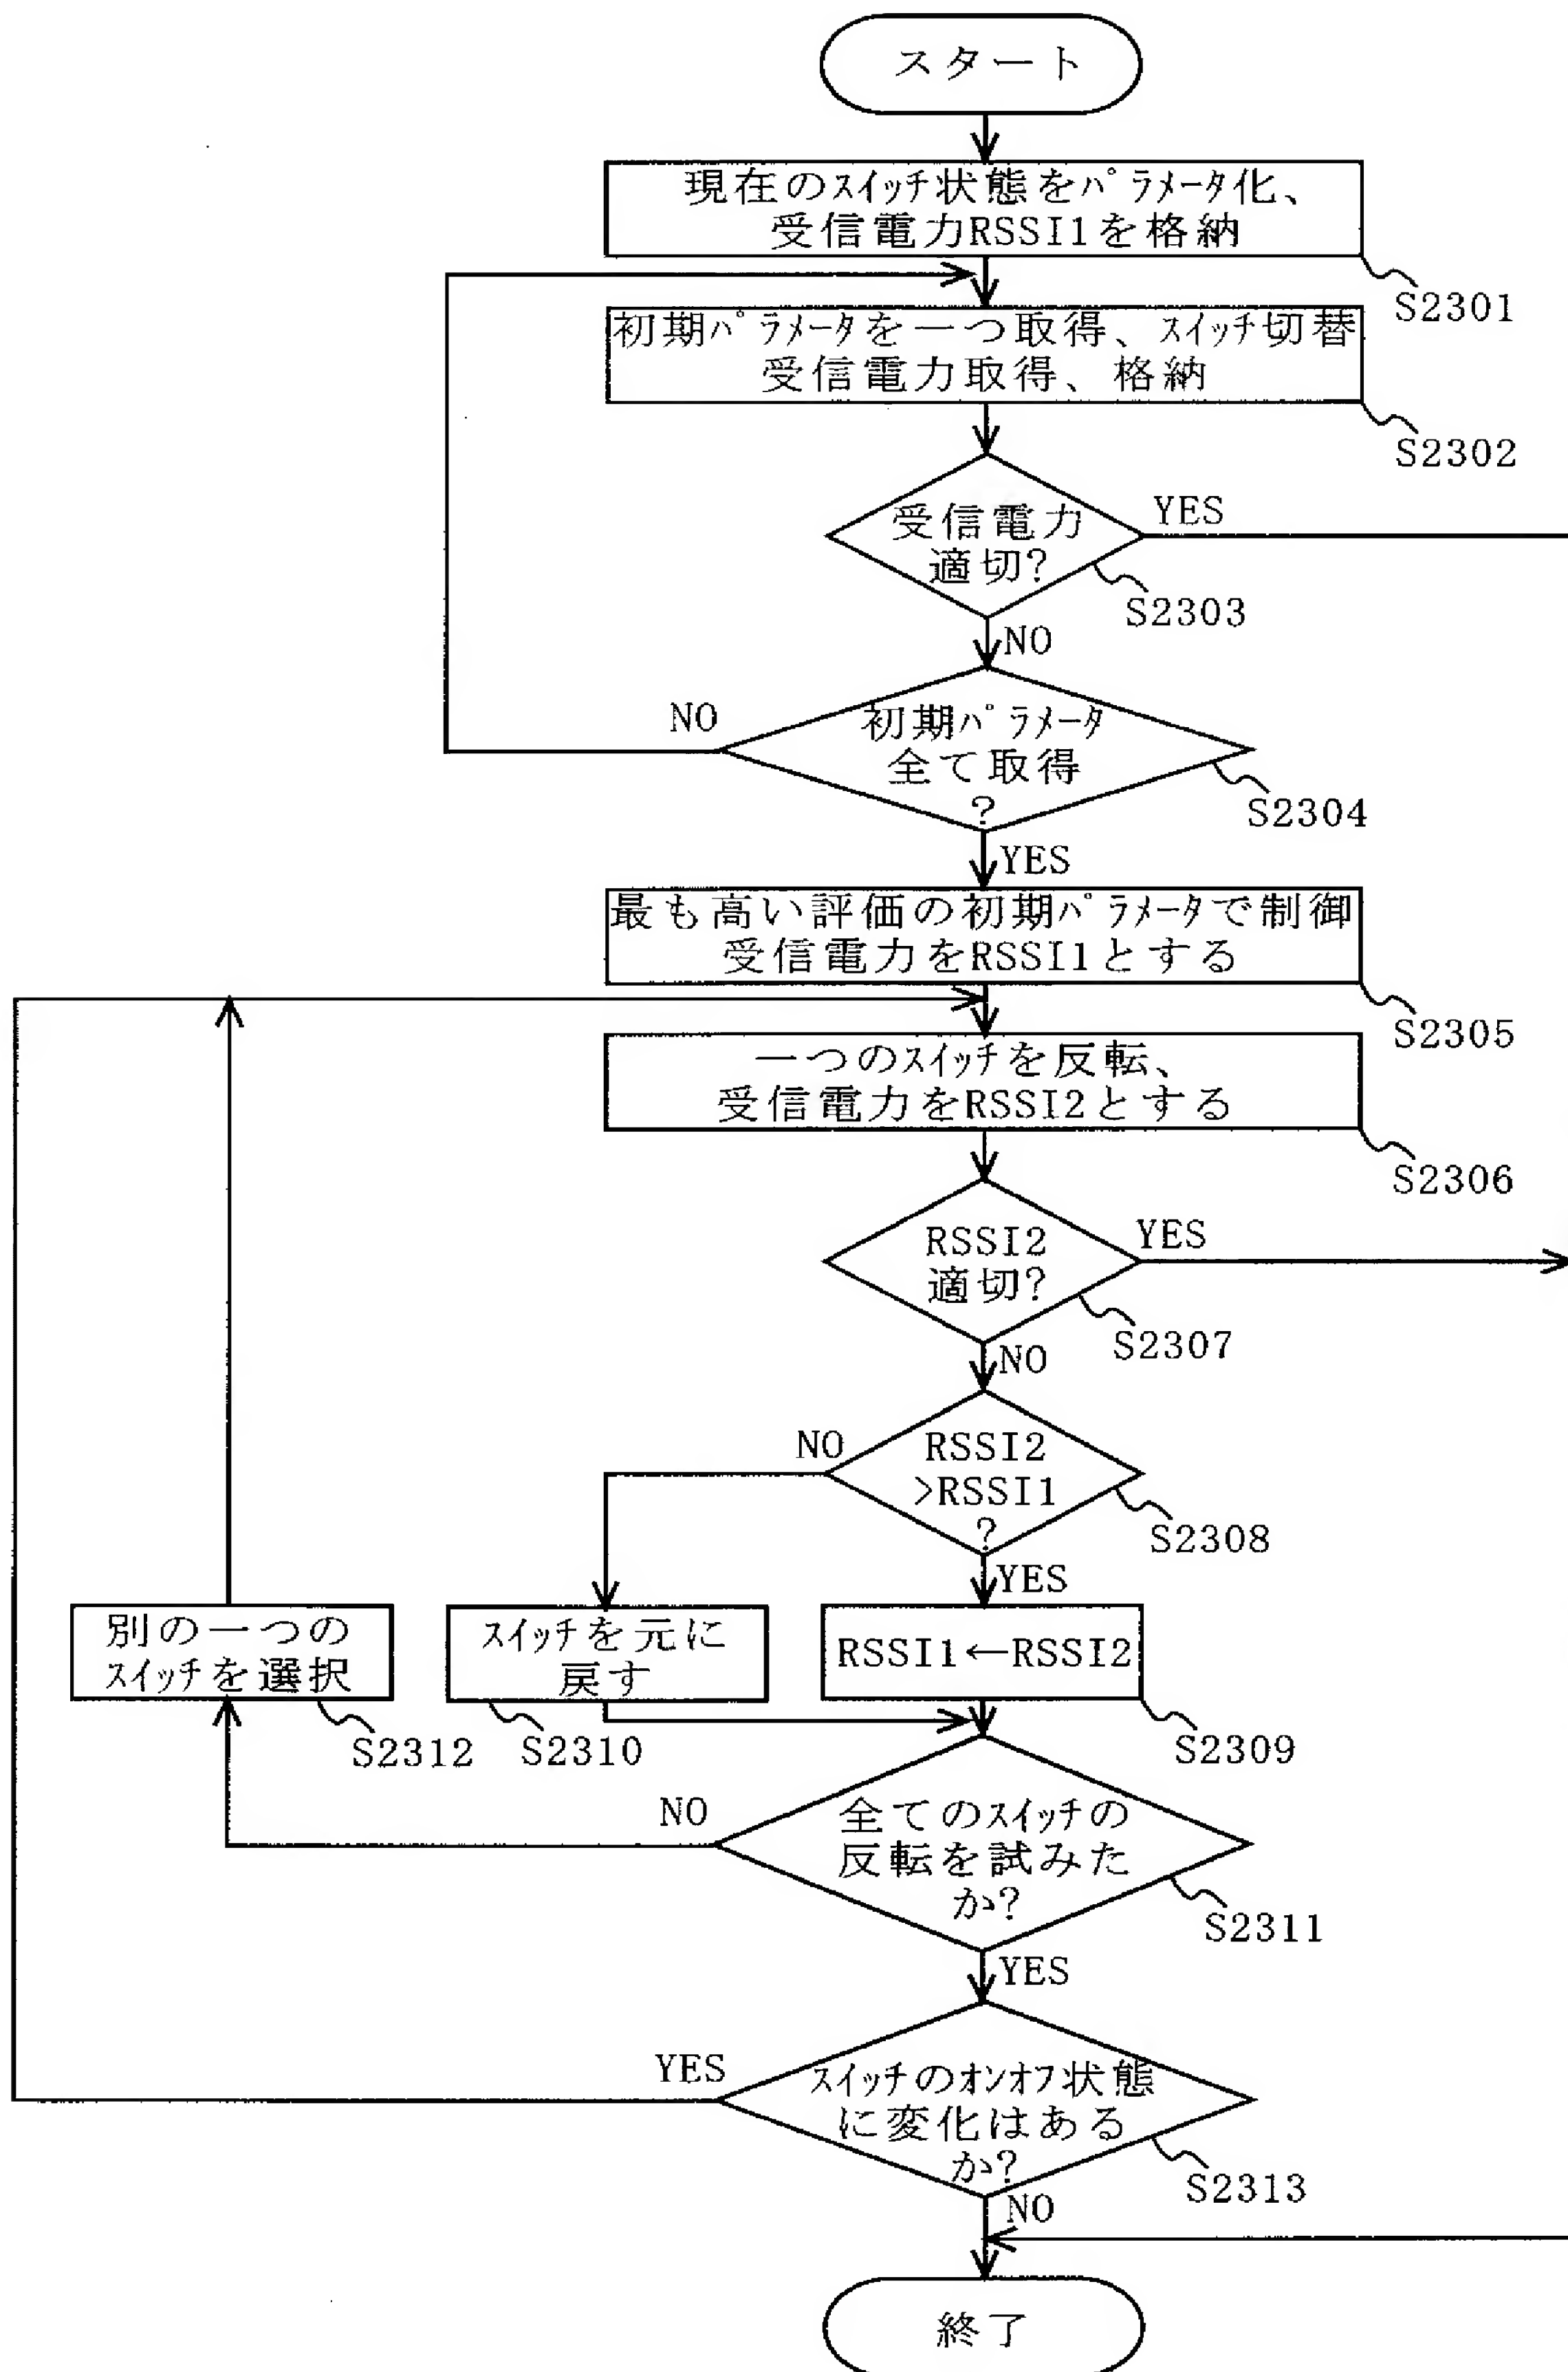 スタート
現在のスイッチ状態をパラメータ化、
受信電力RSSI1を格納
S2301
初期パラメータを一つ取得、スイッチ切替
受信電力取得、格納
S2302
受信電力
適切?
YES
S2303
NO
初期パラメータ
全て取得
?
NO
S2304
YES
最も高い評価の初期パラメータで制御
受信電力をRSSI1とする
S2305
一つのスイッチを反転、
受信電力をRSSI2とする
S2306
RSSI2
適切?
YES
S2307
NO
RSSI2
>RSSI1
?
NO
S2308
YES
別の一つの
スイッチを選択
S2312
スイッチを元に
戻す
S2310
RSSI1←RSSI2
S2309
全てのスイッチの
反転を試みた
か?
NO
S2311
YES
スイッチのオンオフ状態
に変化はある
か?
YES
S2313
NO
終了